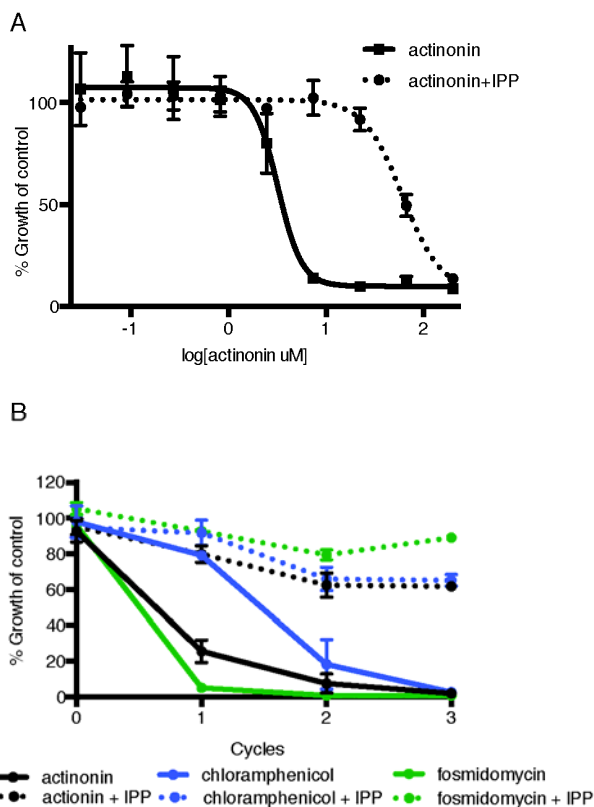 A
actinonin
actinonin+IPP
100
50
0
% Growth of control
-1 0 1 2
log[actinonin uM]
B
120
100
80
60
40
20
0
% Growth of control
0 1 2 3
Cycles
actinonin chloramphenicol fosmidomycin
actionin + IPP chloramphenicol + IPP fosmidomycin + IPP